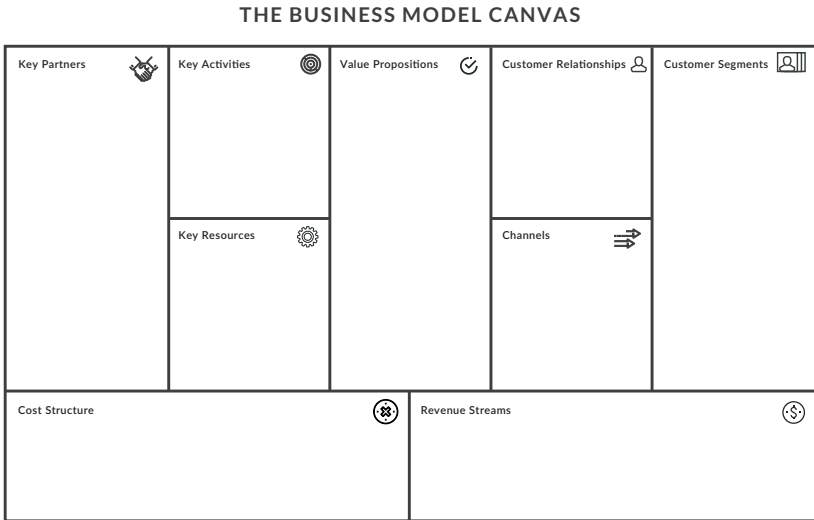 THE BUSINESS MODEL CANVAS
Key Partners
Key Activities
Value Propositions
Customer Relationships
Customer Segments
Key Resources
Channels
Cost Structure
Revenue Streams